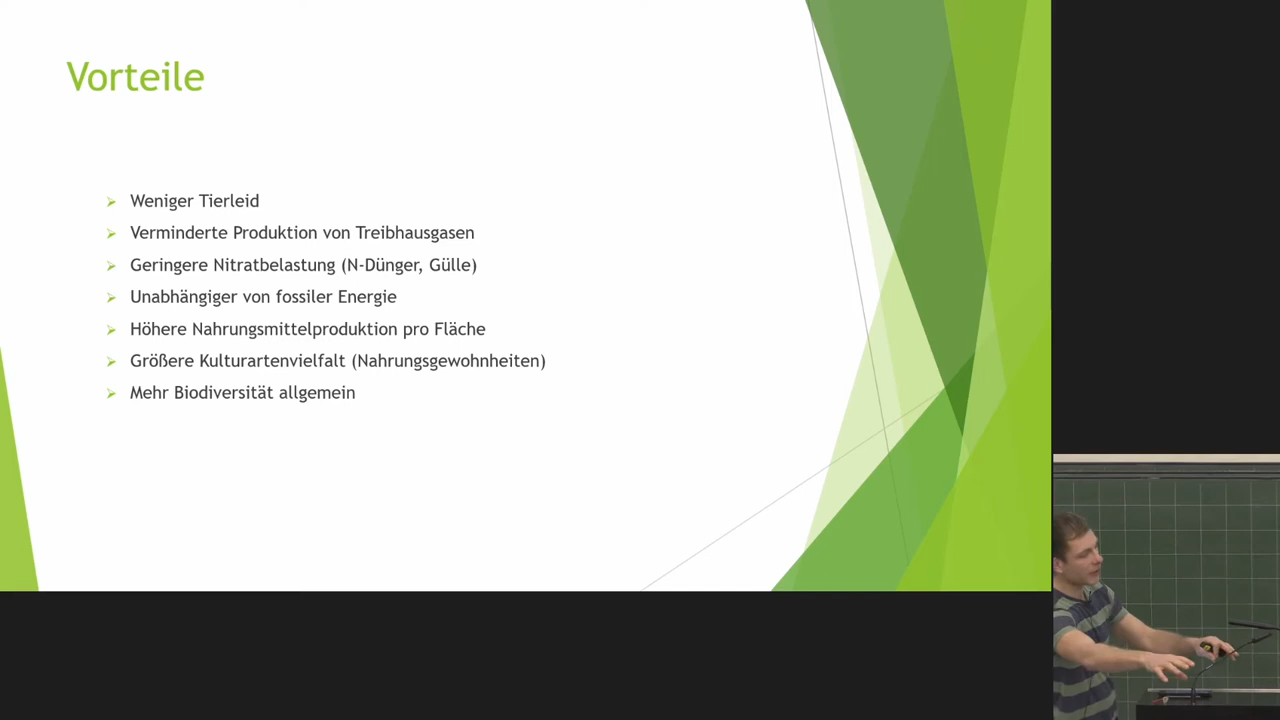 Vorteile
Weniger Tierleid
Verminderte Produktion von Treibhausgasen
Geringere Nitratbelastung (N-Dünger, Gülle)
Unabhängiger von fossiler Energie
Höhere Nahrungsmittelproduktion pro Fläche
Größere Kulturartenvielfalt (Nahrungsgewohnheiten)
Mehr Biodiversität allgemein